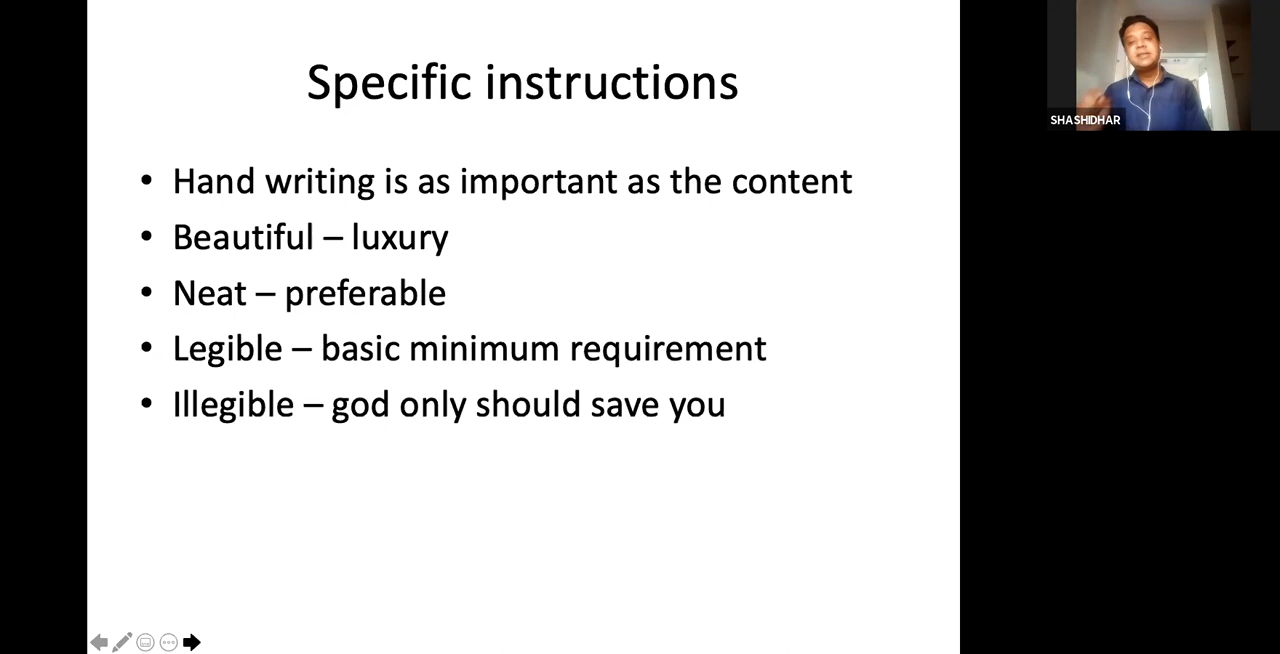 Specific instructions
• Hand writing is as important as the content
• Beautiful – luxury
• Neat – preferable
• Legible – basic minimum requirement
• Illegible – god only should save you
SHASHIDHAR